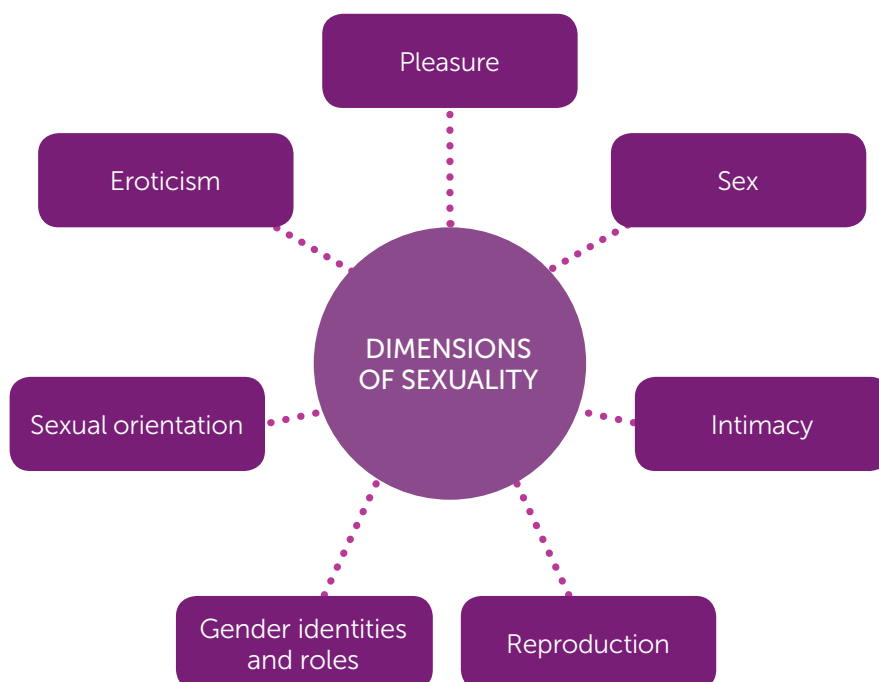 Pleasure
Eroticism
Sex
DIMENSIONS
OF SEXUALITY
Sexual orientation
Intimacy
Gender identities
and roles
Reproduction